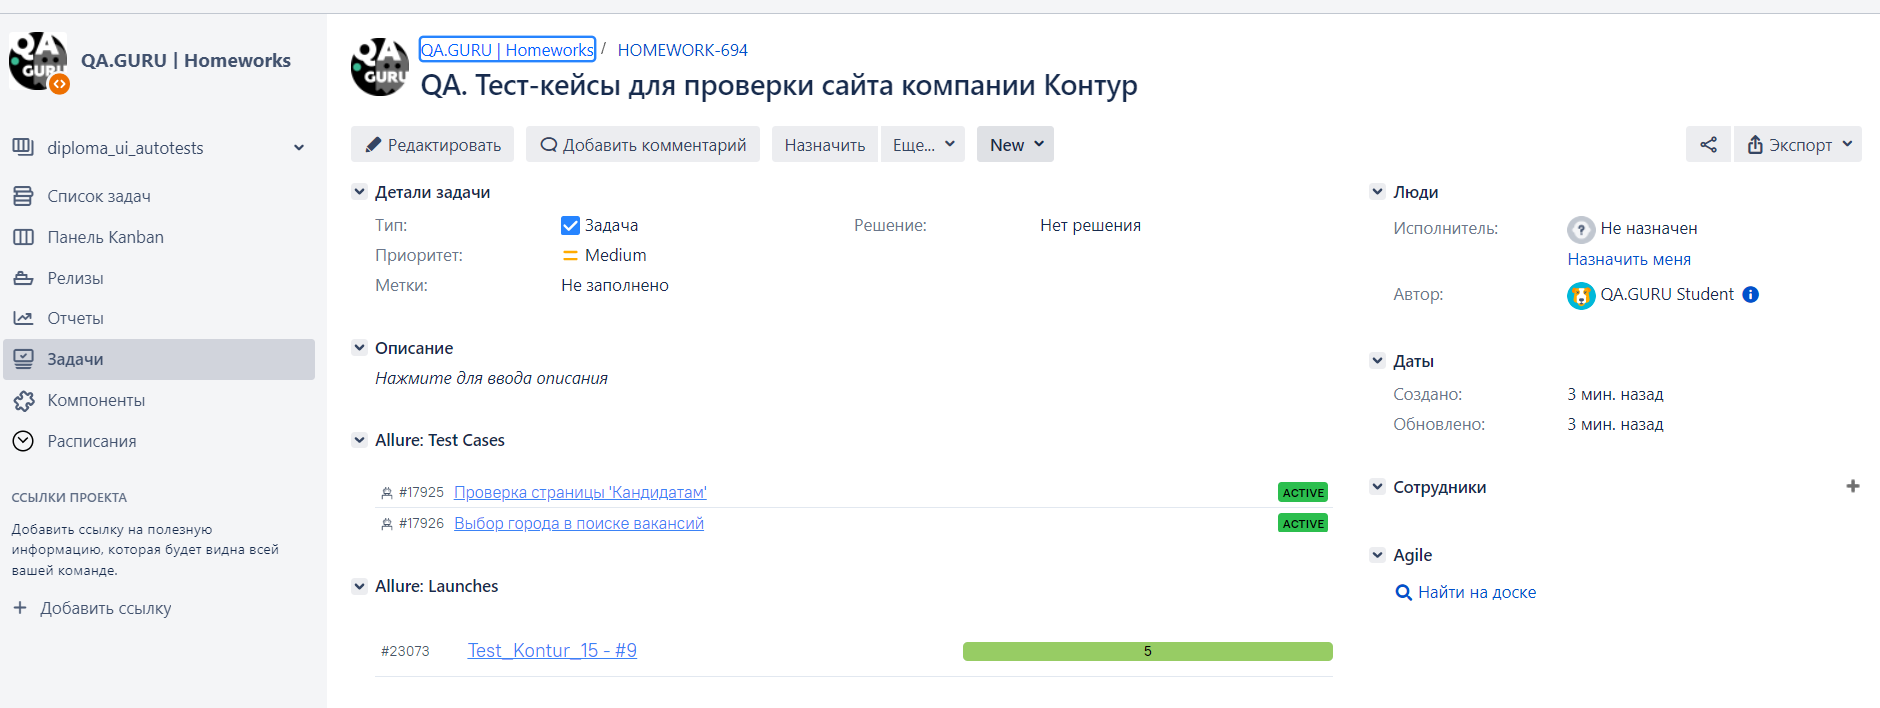 QA GURU
QA.GURU | Homeworks
diploma_ui_autotests
Список задач
Панель Kanban
Релизы
Отчеты
Задачи
Компоненты
Расписания
ССЫЛКИ ПРОЕКТА
Добавить ссылку на полезную
информацию, которая будет видна всей
вашей команде.
+ Добавить ссылку
QA GURU
QA.GURU | Homeworks / HOMEWORK-694
QA. Тест-кейсы для проверки сайта компании Контур
Редактировать Добавить комментарий Назначить Еще... New Экспорт
Детали задачи
Тип: Задача Решение: Нет решения
Приоритет: Medium
Метки: Не заполнено
Описание
Нажмите для ввода описания
Allure: Test Cases
#17925 Проверка страницы 'Кандидатам' ACTIVE
#17926 Выбор города в поиске вакансий ACTIVE
Allure: Launches
#23073 Test_Kontur_15 - #9 5
Люди
Исполнитель: Не назначен
Назначить меня
Автор: QA.GURU Student
Даты
Создано: 3 мин. назад
Обновлено: 3 мин. назад
Сотрудники
Agile
Найти на доске